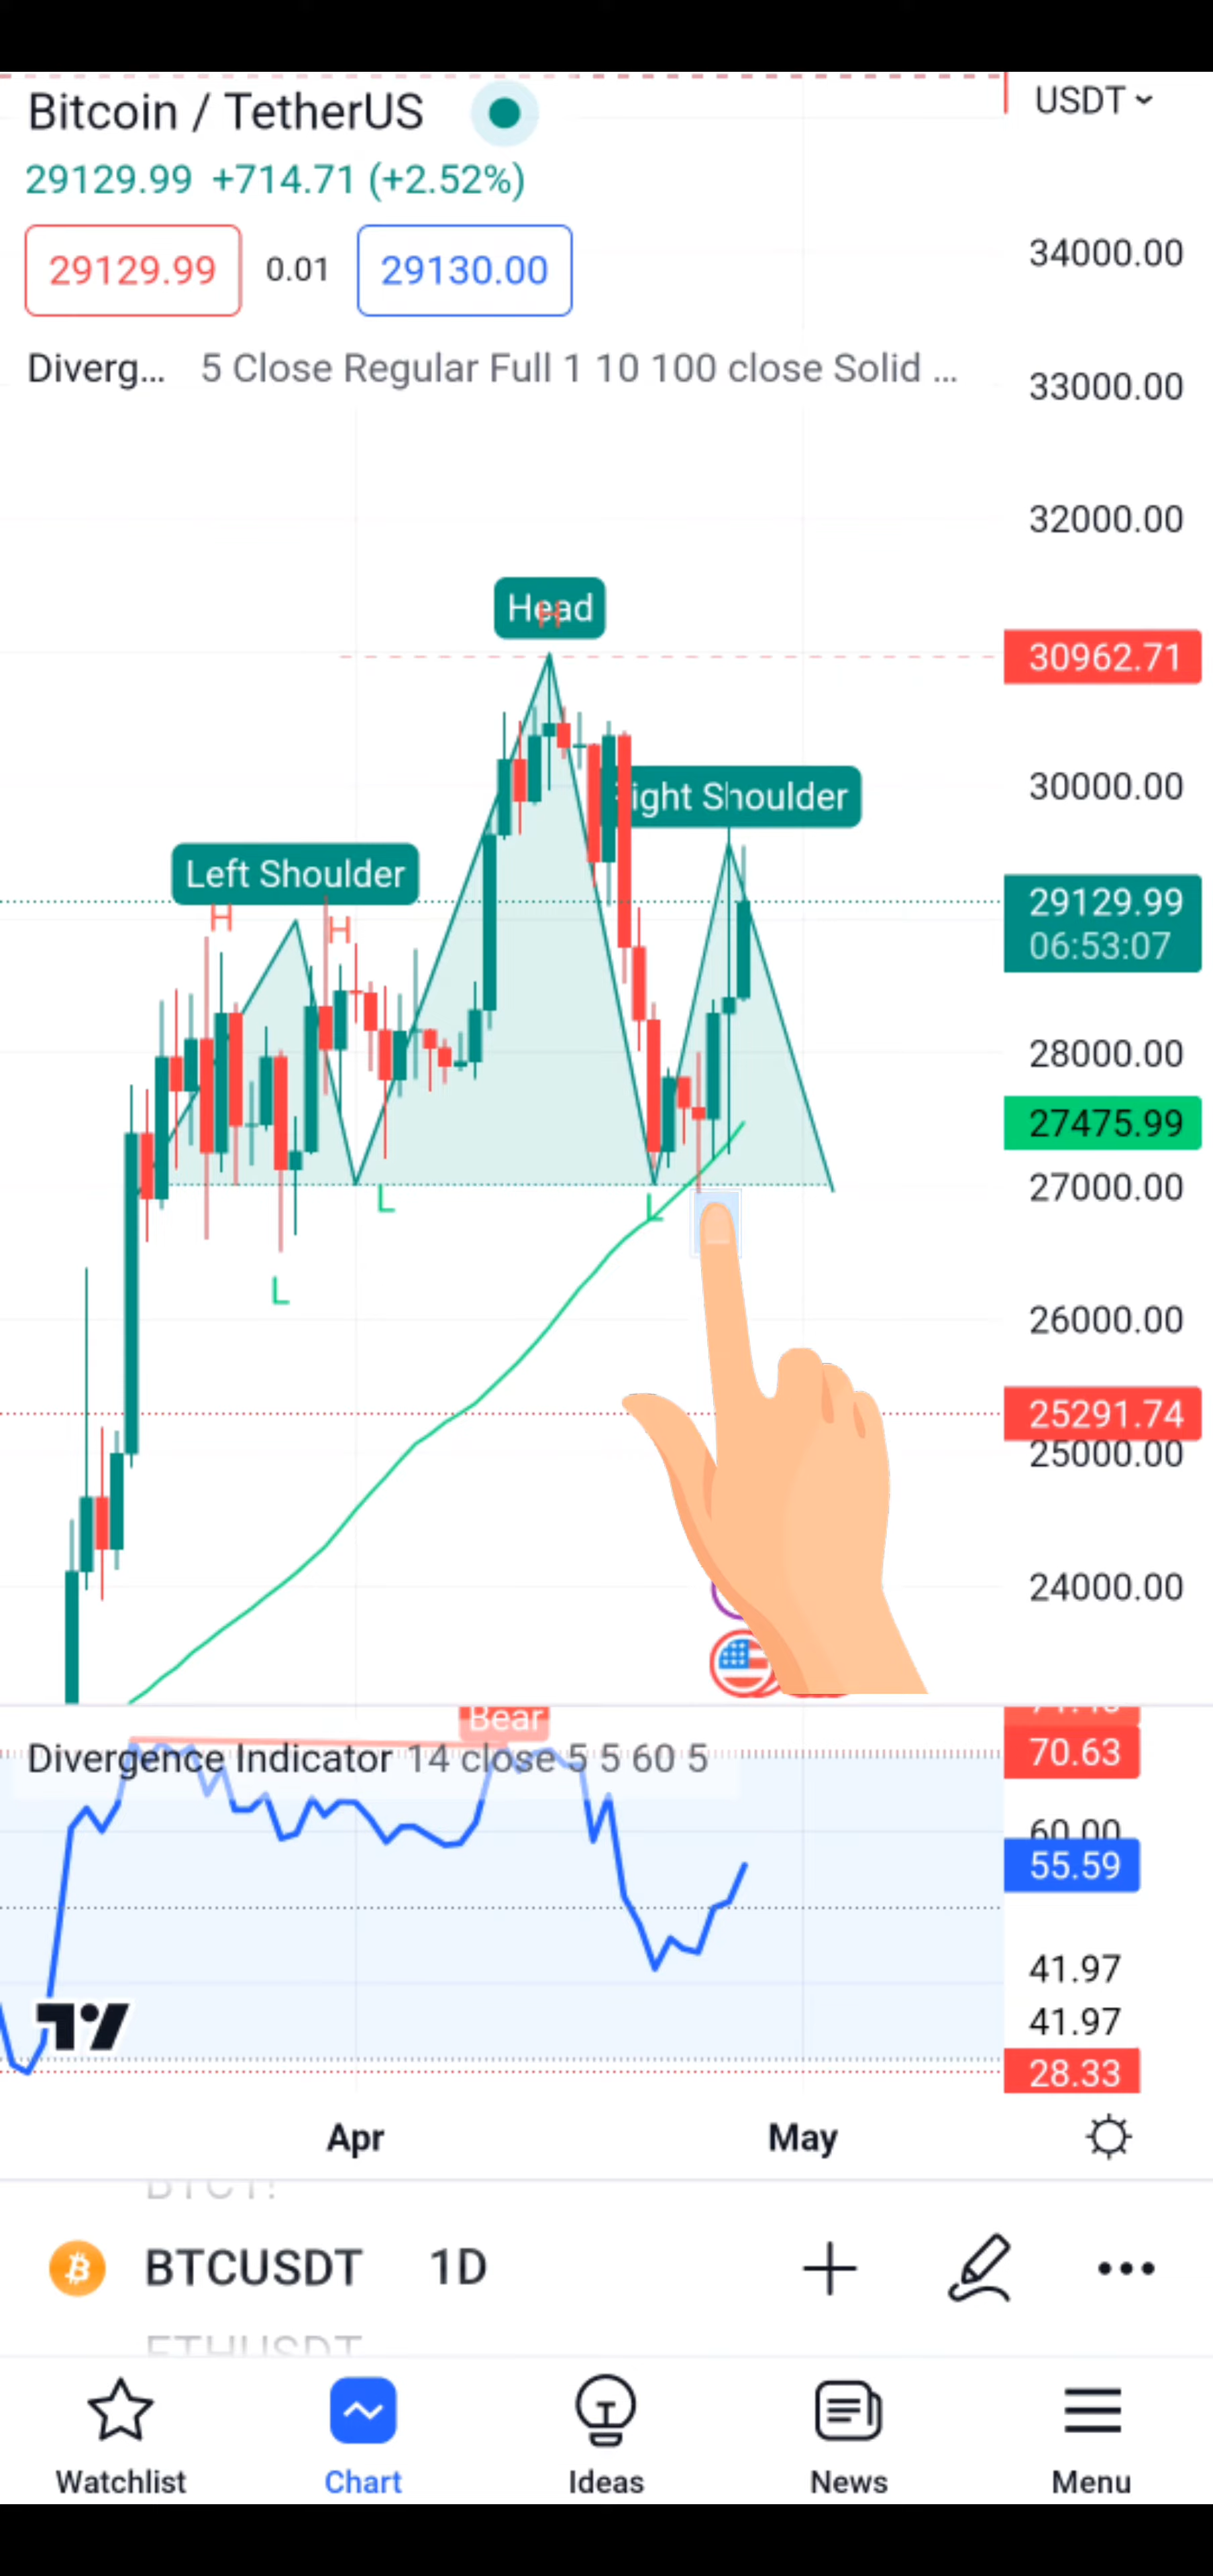 Bitcoin / TetherUS
USDT
29129.99 +714.71 (+2.52%)
29129.99 0.01 29130.00
Diverg... 5 Close Regular Full 1 10 100 close Solid ...
34000.00
33000.00
32000.00
Head
H
30962.71
30000.00
ight Shoulder
Left Shoulder
H
H
29129.99
06:53:07
28000.00
27475.99
27000.00
L
L
L
26000.00
25291.74
25000.00
24000.00
Bear
Divergence Indicator 14 close 5 5 60 5
70.63
60.00
55.59
41.97
41.97
28.33
Apr May
BTCUSDT 1D
ETHUSDT
Watchlist Chart Ideas News Menu